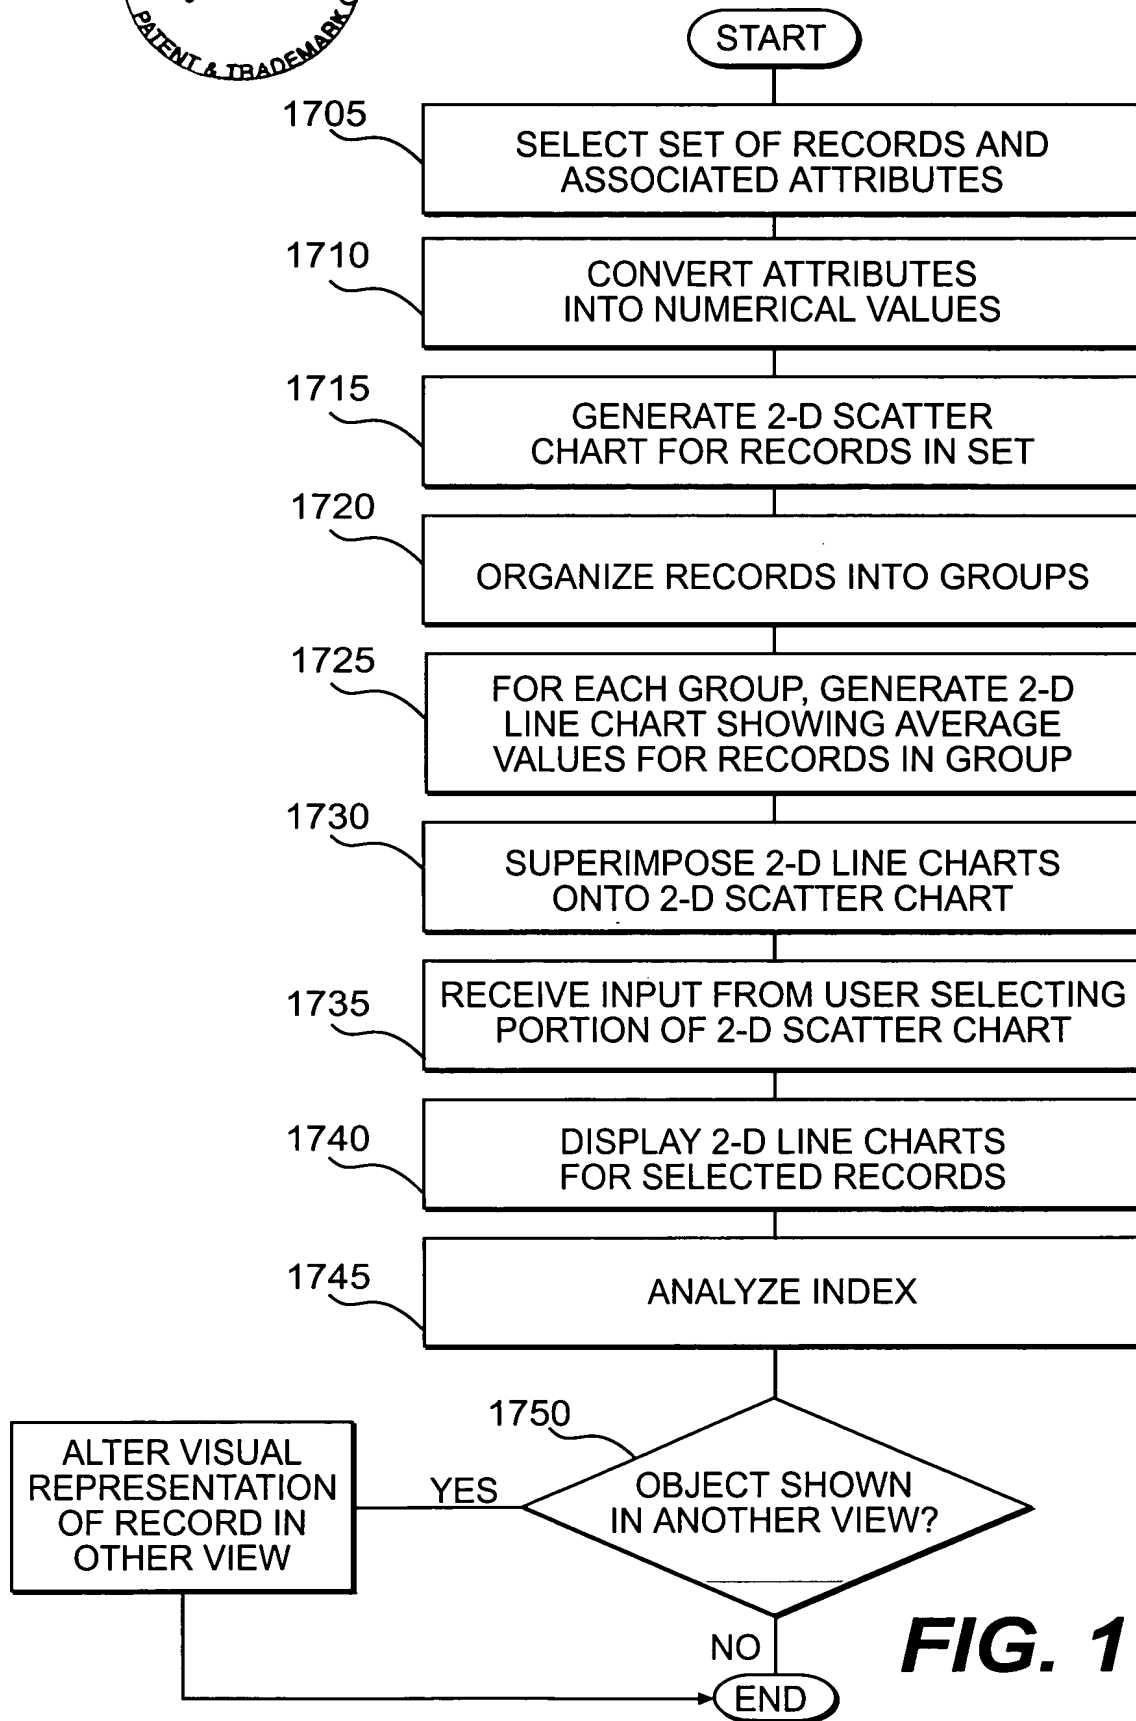 PATENT & TRADEMARK
START
1705
SELECT SET OF RECORDS AND
ASSOCIATED ATTRIBUTES
1710
CONVERT ATTRIBUTES
INTO NUMERICAL VALUES
1715
GENERATE 2-D SCATTER
CHART FOR RECORDS IN SET
1720
ORGANIZE RECORDS INTO GROUPS
1725
FOR EACH GROUP, GENERATE 2-D
LINE CHART SHOWING AVERAGE
VALUES FOR RECORDS IN GROUP
1730
SUPERIMPOSE 2-D LINE CHARTS
ONTO 2-D SCATTER CHART
1735
RECEIVE INPUT FROM USER SELECTING
PORTION OF 2-D SCATTER CHART
1740
DISPLAY 2-D LINE CHARTS
FOR SELECTED RECORDS
1745
ANALYZE INDEX
1750
OBJECT SHOWN
IN ANOTHER VIEW?
YES
ALTER VISUAL
REPRESENTATION
OF RECORD IN
OTHER VIEW
NO
END
FIG. 1